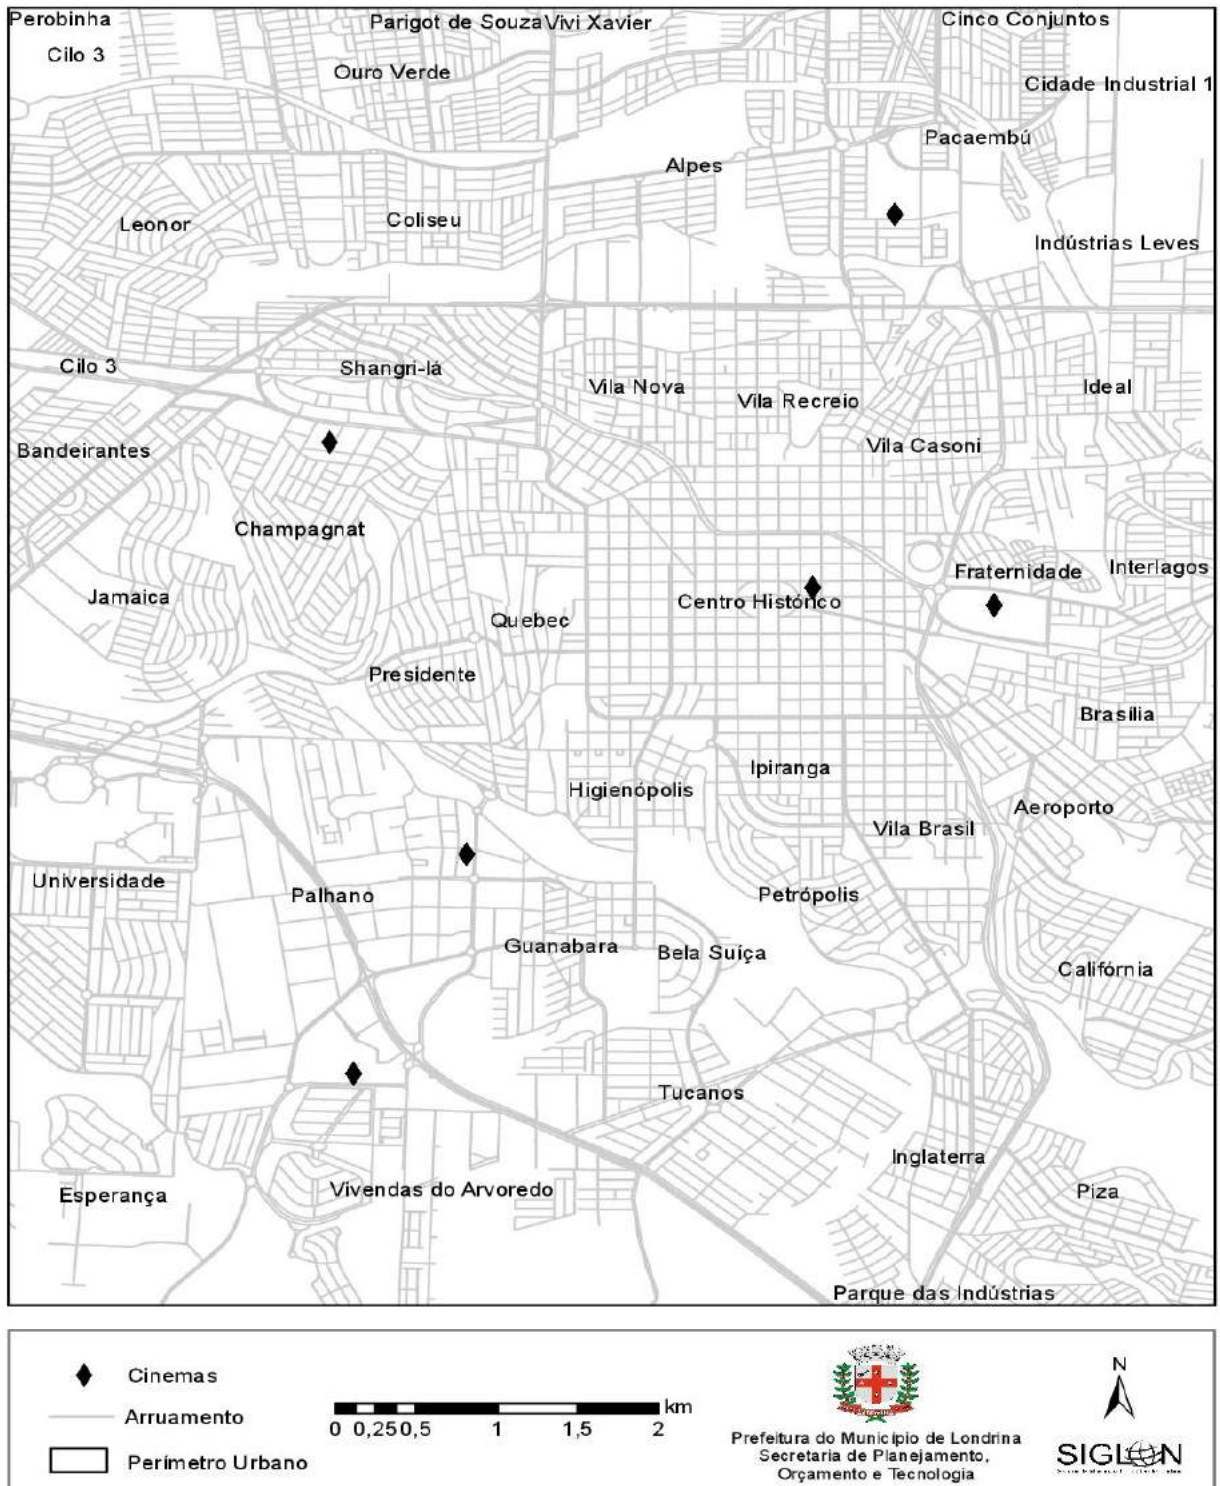 Perobinha
Parigot de Souza Vivi Xavier
Cinco Conjuntos
Cilo 3
Ouro Verde
Cidade Industrial 1
Pacaembú
Alpes
Leonor
Coliseu
Indústrias Leves
Cilo 3
Shangri-lá
Vila Nova
Vila Recreio
Ideal
Bandeirantes
Vila Casoni
Champagnat
Jamaica
Fraternidade
Interlagos
Centro Histórico
Quebec
Presidente
Brasília
Ipiranga
Higienópolis
Aeroporto
Vila Brasil
Universidade
Palhano
Petrópolis
Guanabara
Bela Suíça
Califórnia
Tucanos
Inglaterra
Esperança
Vivendas do Arvoredo
Piza
Parque das Indústrias
Cinemas
Arruamento
Perímetro Urbano
km
0 0,25 0,5 1 1,5 2
Prefeitura do Município de Londrina
Secretaria de Planejamento,
Orçamento e Tecnologia
N
SIGLON